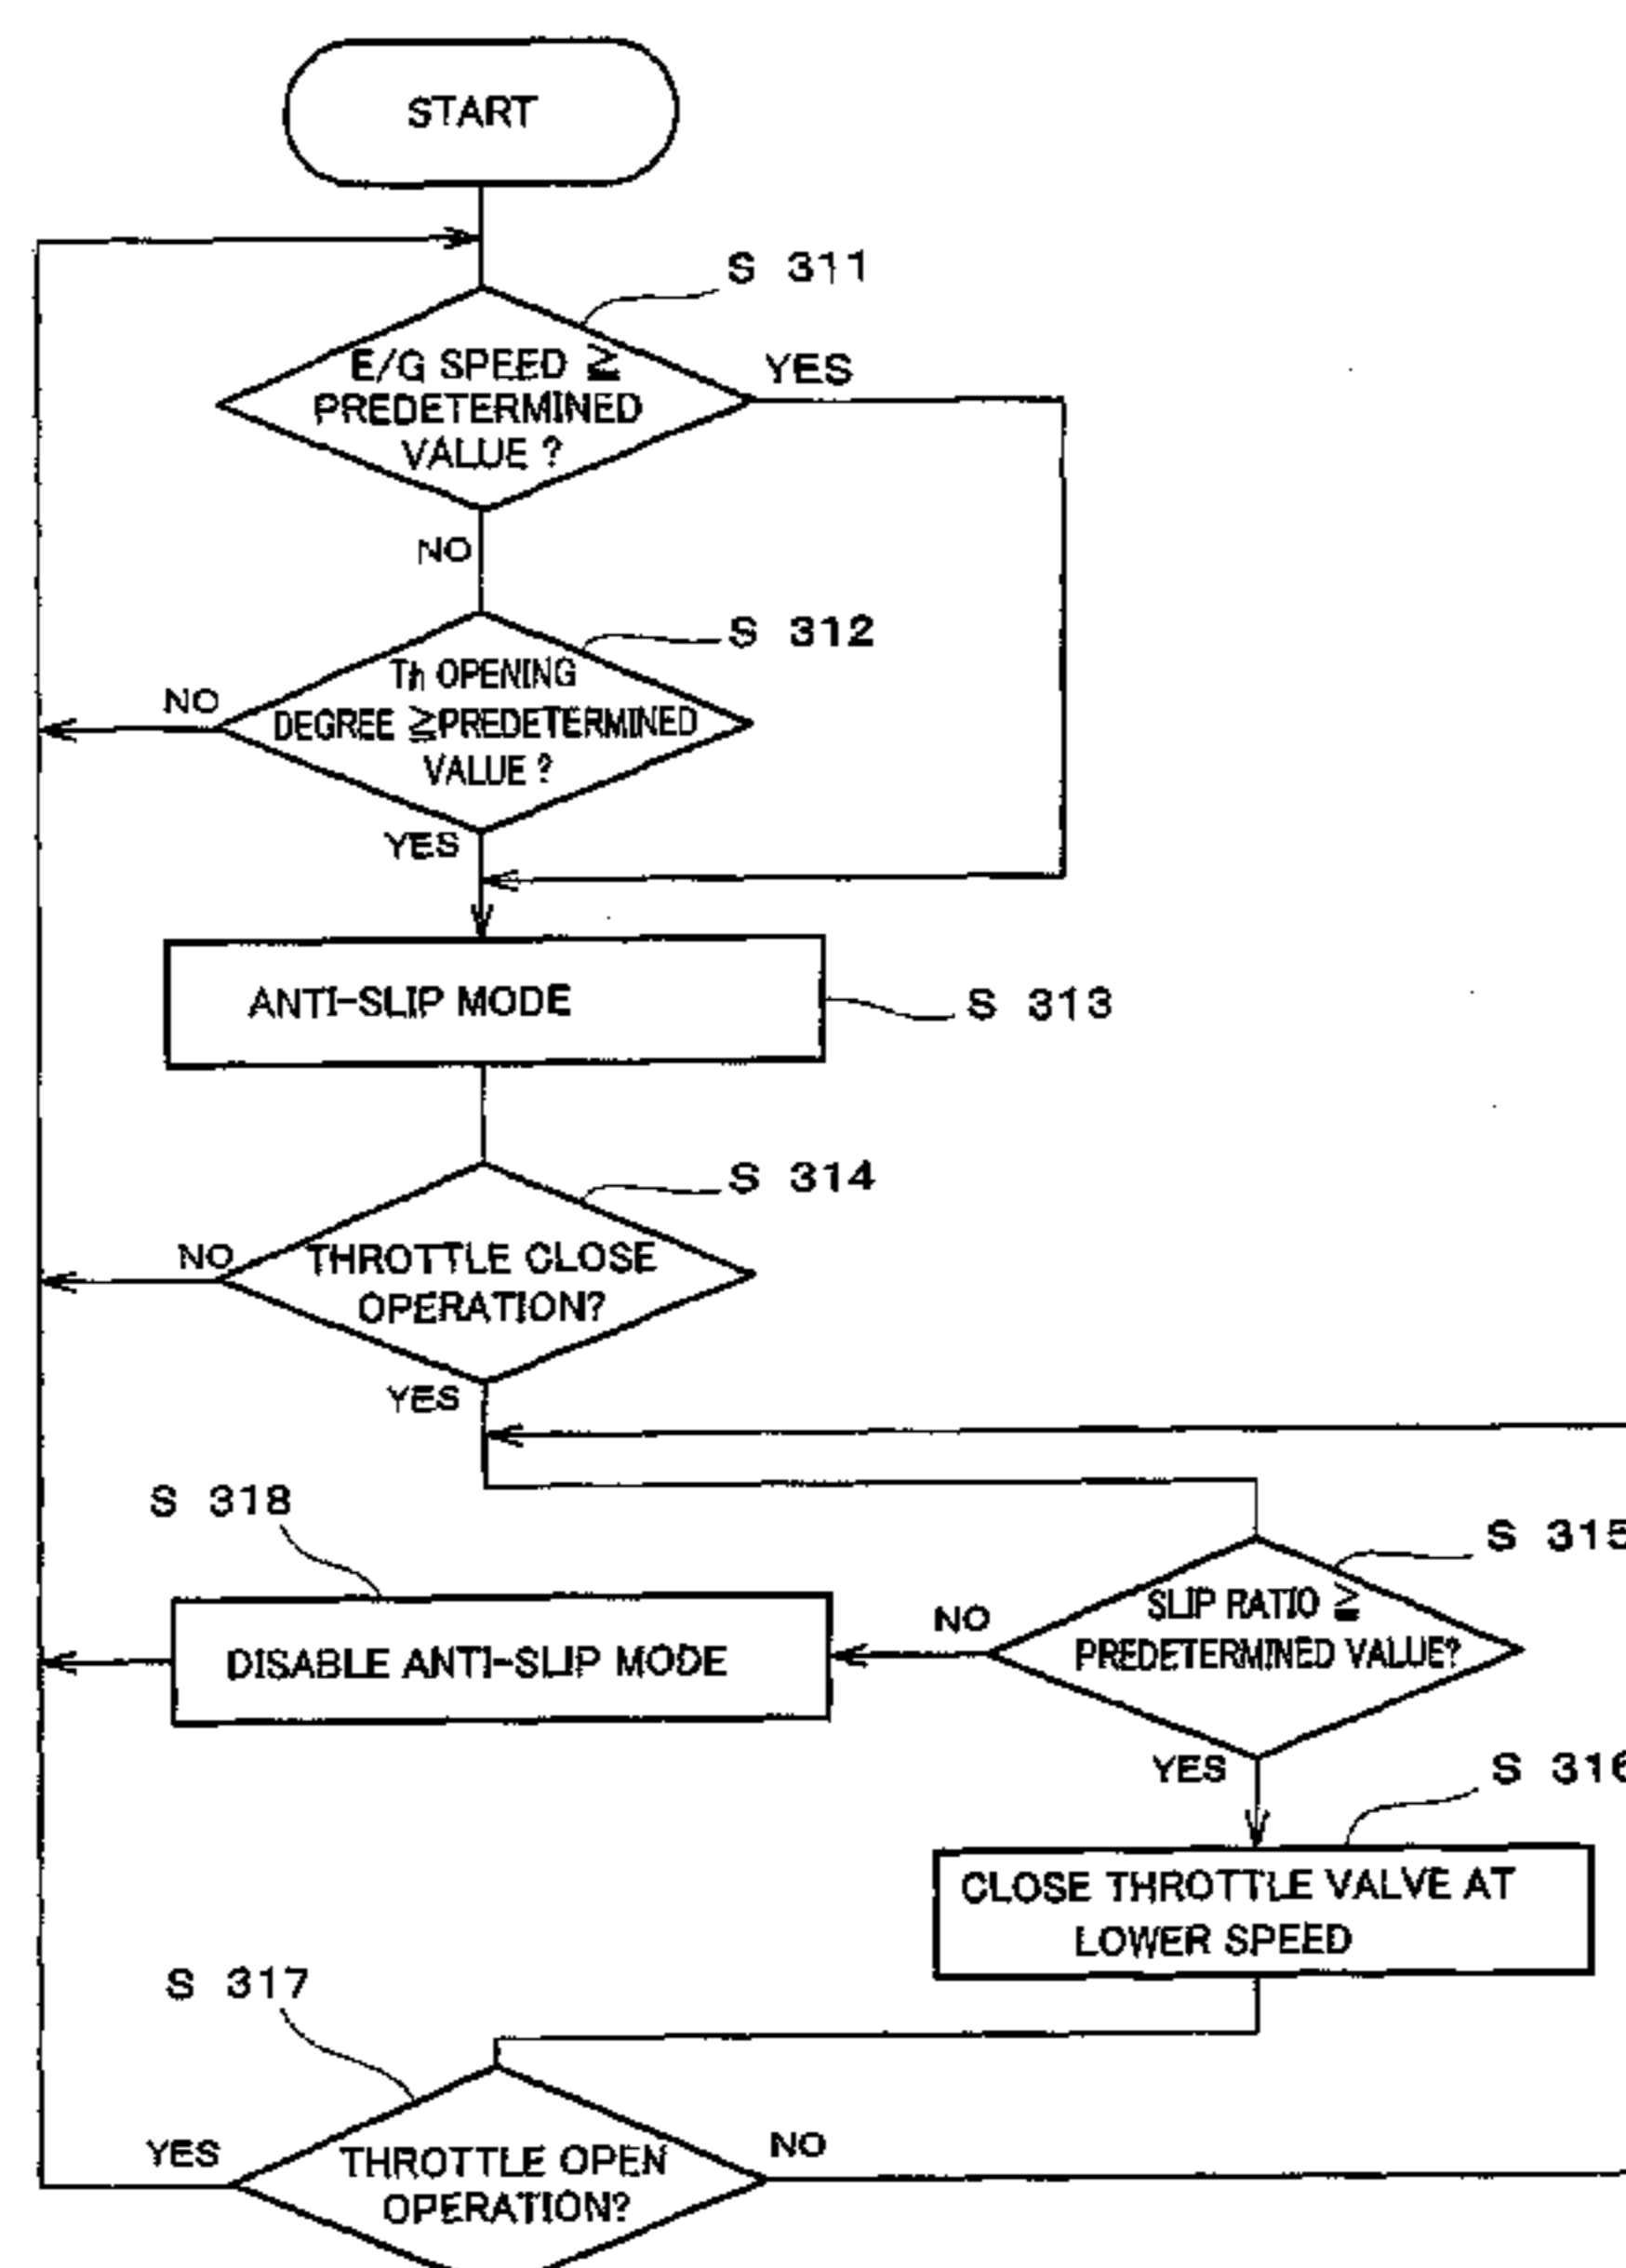 START
S 311
E/G SPEED ≧
PREDETERMINED
VALUE ?
YES
NO
S 312
Th OPENING
DEGREE ≧PREDETERMINED
VALUE ?
NO
YES
ANTI-SLIP MODE
S 313
S 314
THROTTLE CLOSE
OPERATION?
NO
YES
S 318
S 315
SLIP RATIO ≧
PREDETERMINED VALUE?
NO
DISABLE ANTI-SLIP MODE
YES
S 316
CLOSE THROTTLE VALVE AT
LOWER SPEED
S 317
YES
THROTTLE OPEN
OPERATION?
NO